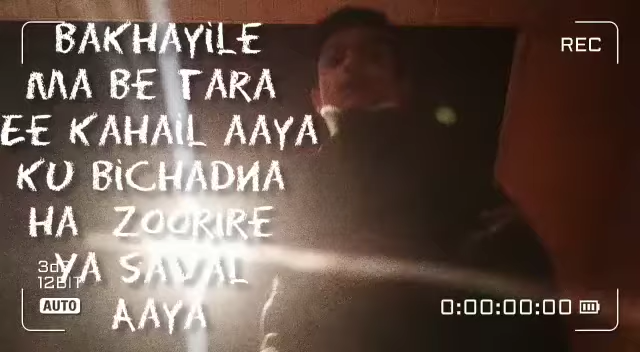 BAKHAYiLE
MA BE TARA
EE KAHAiL AAYA
KU BiCHADNA
HA ZOORIRE
YA SAVAL
AAYA
REC
12BIT
AUTO
0:00:00:00